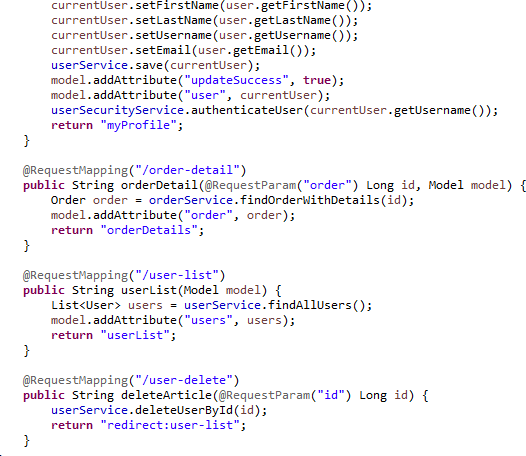 currentUser.setFirstName(user.getFirstName());
currentUser.setLastName(user.getLastName());
currentUser.setUsername(user.getUsername());
currentUser.setEmail(user.getEmail());
userService.save(currentUser);
model.addAttribute("updateSuccess", true);
model.addAttribute("user", currentUser);
userSecurityService.authenticateUser(currentUser.getUsername());
return "myProfile";
}
@RequestMapping("/order-detail")
public String orderDetail(@RequestParam("order") Long id, Model model) {
Order order = orderService.findOrderWithDetails(id);
model.addAttribute("order", order);
return "orderDetails";
}
@RequestMapping("/user-list")
public String userList(Model model) {
List<User> users = userService.findAllUsers();
model.addAttribute("users", users);
return "userList";
}
@RequestMapping("/user-delete")
public String deleteArticle(@RequestParam("id") Long id) {
userService.deleteUserById(id);
return "redirect:user-list";
}